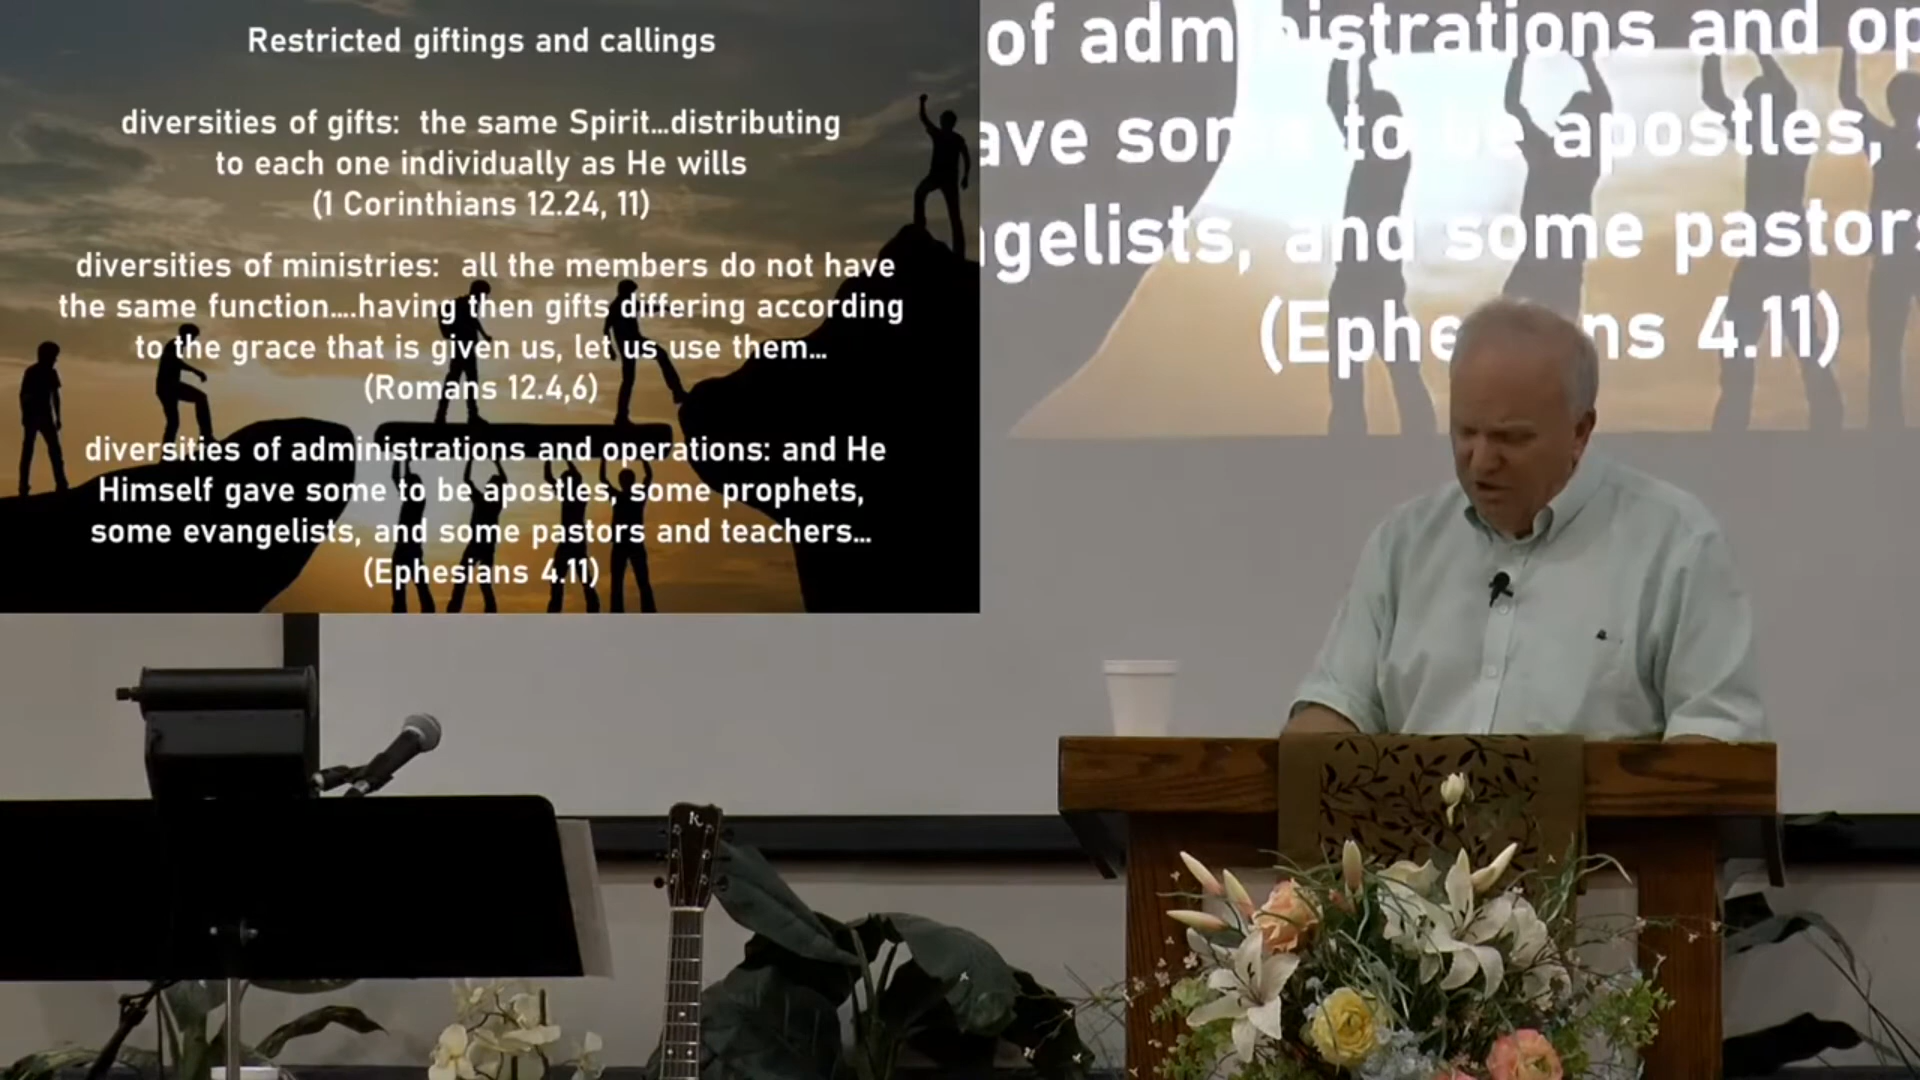 Restricted giftings and callings
diversities of gifts: the same Spirit...distributing
to each one individually as He wills
(1 Corinthians 12.24, 11)
diversities of ministries: all the members do not have
the same function....having then gifts differing according
to the grace that is given us, let us use them...
(Romans 12.4,6)
diversities of administrations and operations: and He
Himself gave some to be apostles, some prophets,
some evangelists, and some pastors and teachers...
(Ephesians 4.11)
of administrations and op
ave some to be apostles, s
gelists, and some pastors
(Ephe ns 4.11)
K